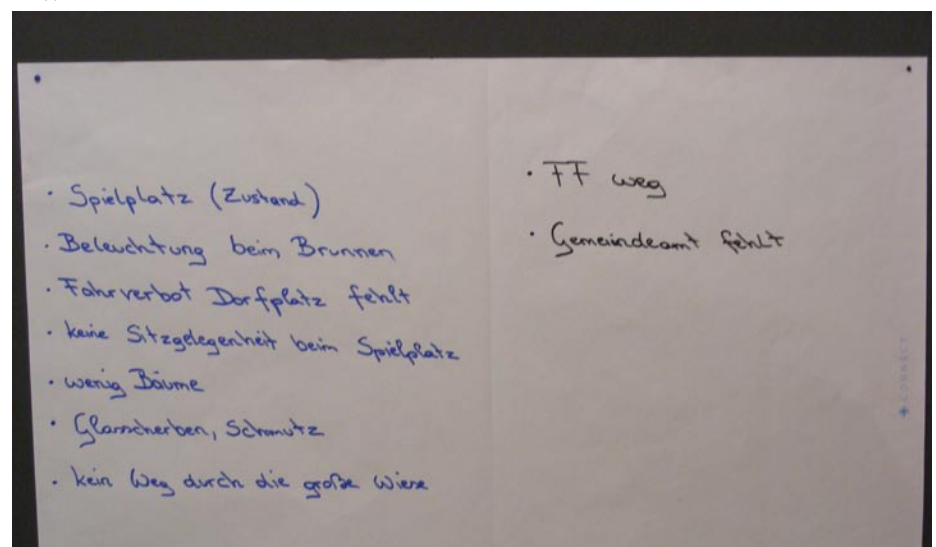 · Spielplatz (Zustand)
· Beleuchtung beim Brunnen
· Fahrverbot Dorfplatz fehlt
· keine Sitzgelegenheit beim Spielplatz
· wenig Bäume
· Glasscherben, Schmutz
· kein Weg durch die große Wiese
· FF weg
· Gemeindeamt fehlt
CONNECT